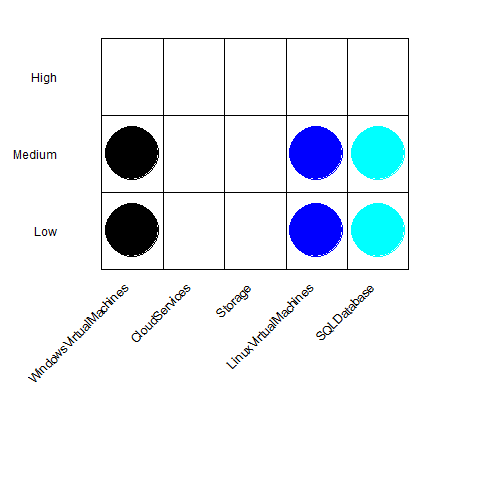 High
Medium
Low
WindowsVirtualMachines
CloudServices
Storage
LinuxVirtualMachines
SQLDatabase